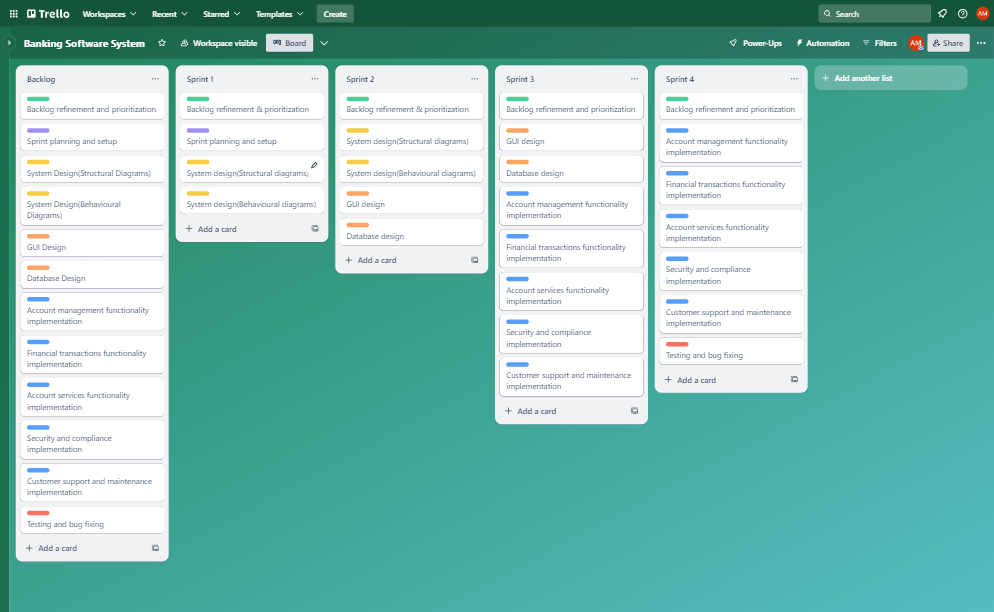 Trello
Workspaces
Recent
Starred
Templates
Create
Search
AM
Banking Software System
Workspace visible
Board
Power-Ups
Automation
Filters
AM
Share
Backlog
Backlog refinement and prioritization
Sprint planning and setup
System Design(Structural Diagrams)
System Design(Behavioural
Diagrams)
GUI Design
Database Design
Account management functionality
implementation
Financial transactions functionality
implementation
Account services functionality
implementation
Security and compliance
implementation
Customer support and maintenance
implementation
Testing and bug fixing
Add a card
Sprint 1
Backlog refinement & prioritization
Sprint planning and setup
System design(Structural diagrams)
System design(Behavioural diagrams)
Add a card
Sprint 2
Backlog refinement & prioritization
System design(Structural diagrams)
System design(Behavioural diagrams)
GUI design
Database design
Add a card
Sprint 3
Backlog refinement and prioritization
GUI design
Database design
Account management functionality
implementation
Financial transactions functionality
implementation
Account services functionality
implementation
Security and compliance
implementation
Customer support and maintenance
implementation
Add a card
Sprint 4
Backlog refinement and prioritization
Account management functionality
implementation
Financial transactions functionality
implementation
Account services functionality
implementation
Security and compliance
implementation
Customer support and maintenance
implementation
Testing and bug fixing
Add a card
Add another list